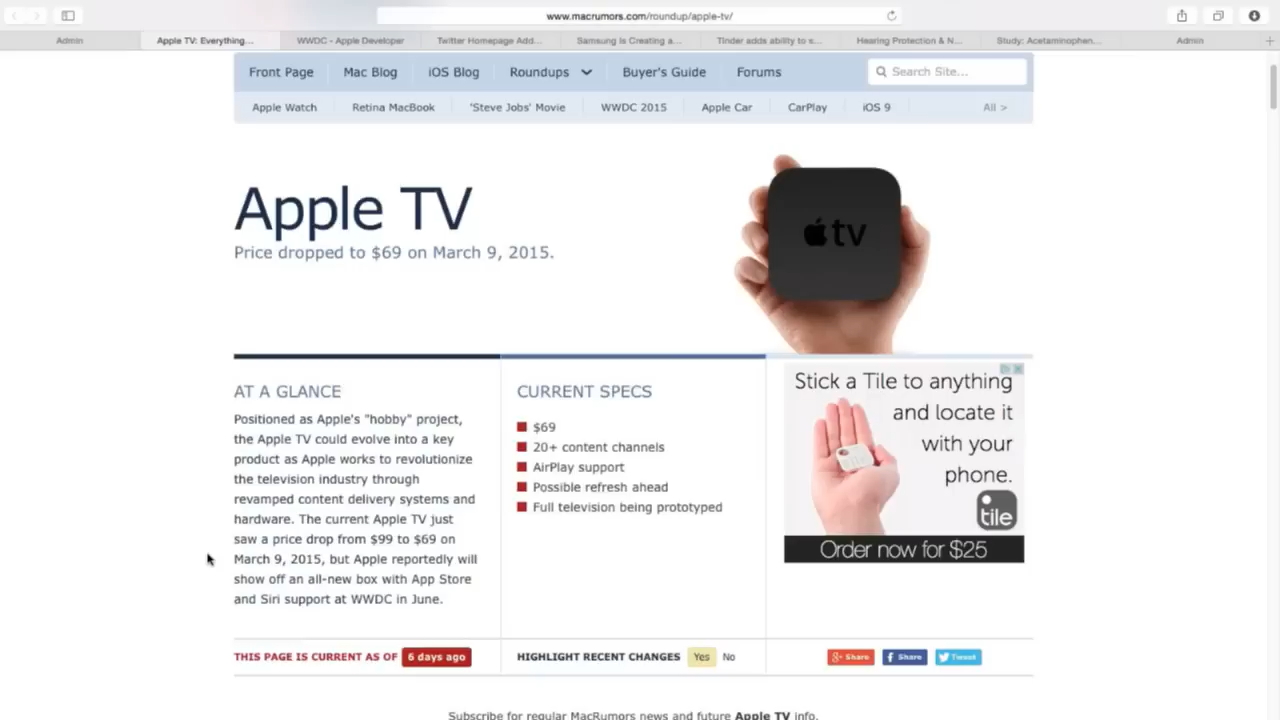 www.macrumors.com/roundup/apple-tv/
Admin
Apple TV: Everything...
WWDC - Apple Developer
Twitter Homepage Add...
Samsung Is Creating a...
Tinder adds ability to s...
Hearing Protection & N...
Study: Acetaminophen...
Admin
Front Page
Mac Blog
iOS Blog
Roundups
Buyer's Guide
Forums
Search Site...
Apple Watch
Retina MacBook
'Steve Jobs' Movie
WWDC 2015
Apple Car
CarPlay
iOS 9
All >
Apple TV
Price dropped to $69 on March 9, 2015.
tv
AT A GLANCE
Positioned as Apple's "hobby" project,
the Apple TV could evolve into a key
product as Apple works to revolutionize
the television industry through
revamped content delivery systems and
hardware. The current Apple TV just
saw a price drop from $99 to $69 on
March 9, 2015, but Apple reportedly will
show off an all-new box with App Store
and Siri support at WWDC in June.
CURRENT SPECS
$69
20+ content channels
AirPlay support
Possible refresh ahead
Full television being prototyped
Stick a Tile to anything
and locate it
with your
phone.
tile
Order now for $25
THIS PAGE IS CURRENT AS OF 6 days ago
HIGHLIGHT RECENT CHANGES Yes No
Share
Share
Tweet
Subscribe for regular MacRumors news and future Apple TV info.